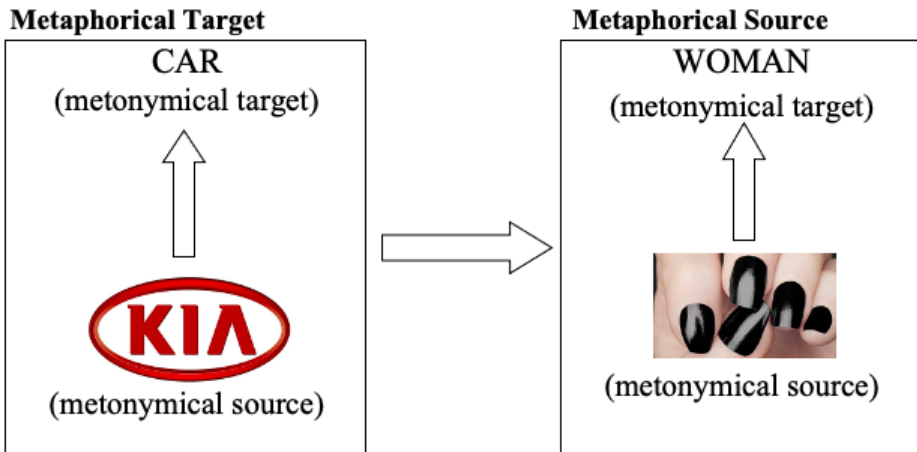 Metaphorical Target
CAR
(metonymical target)
KIA
(metonymical source)
Metaphorical Source
WOMAN
(metonymical target)
(metonymical source)